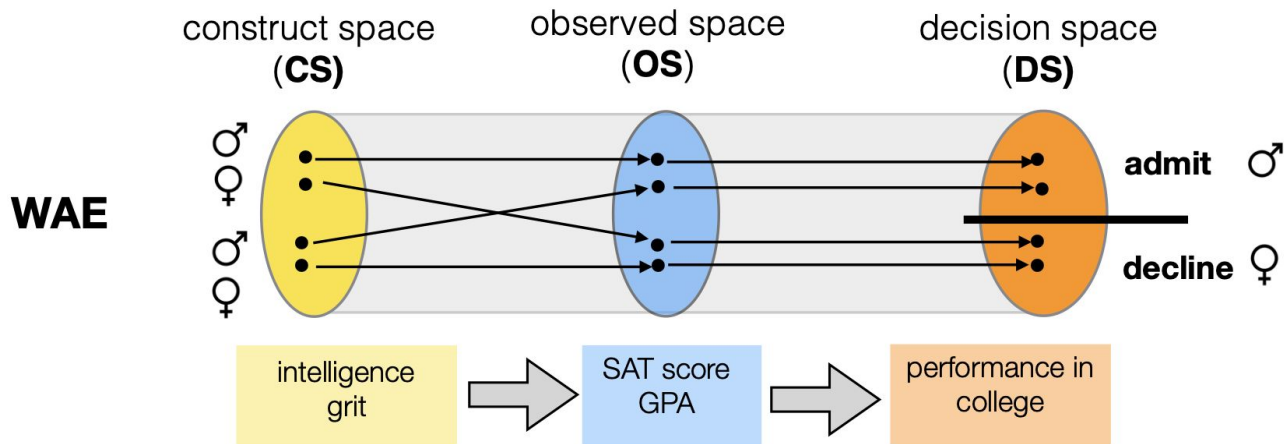 construct space
(CS)
observed space
(OS)
decision space
(DS)
♂
♀
WAE
♂
♀
admit ♂
decline ♀
intelligence
grit
SAT score
GPA
performance in
college